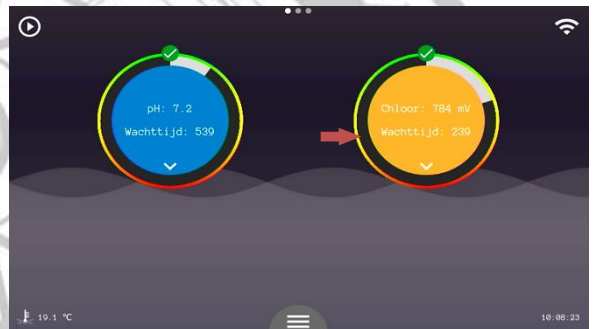 pH: 7.2
Wachttijd: 539
Chloor: 784 mV
Wachttijd: 239
19.1 °C
10:08:23